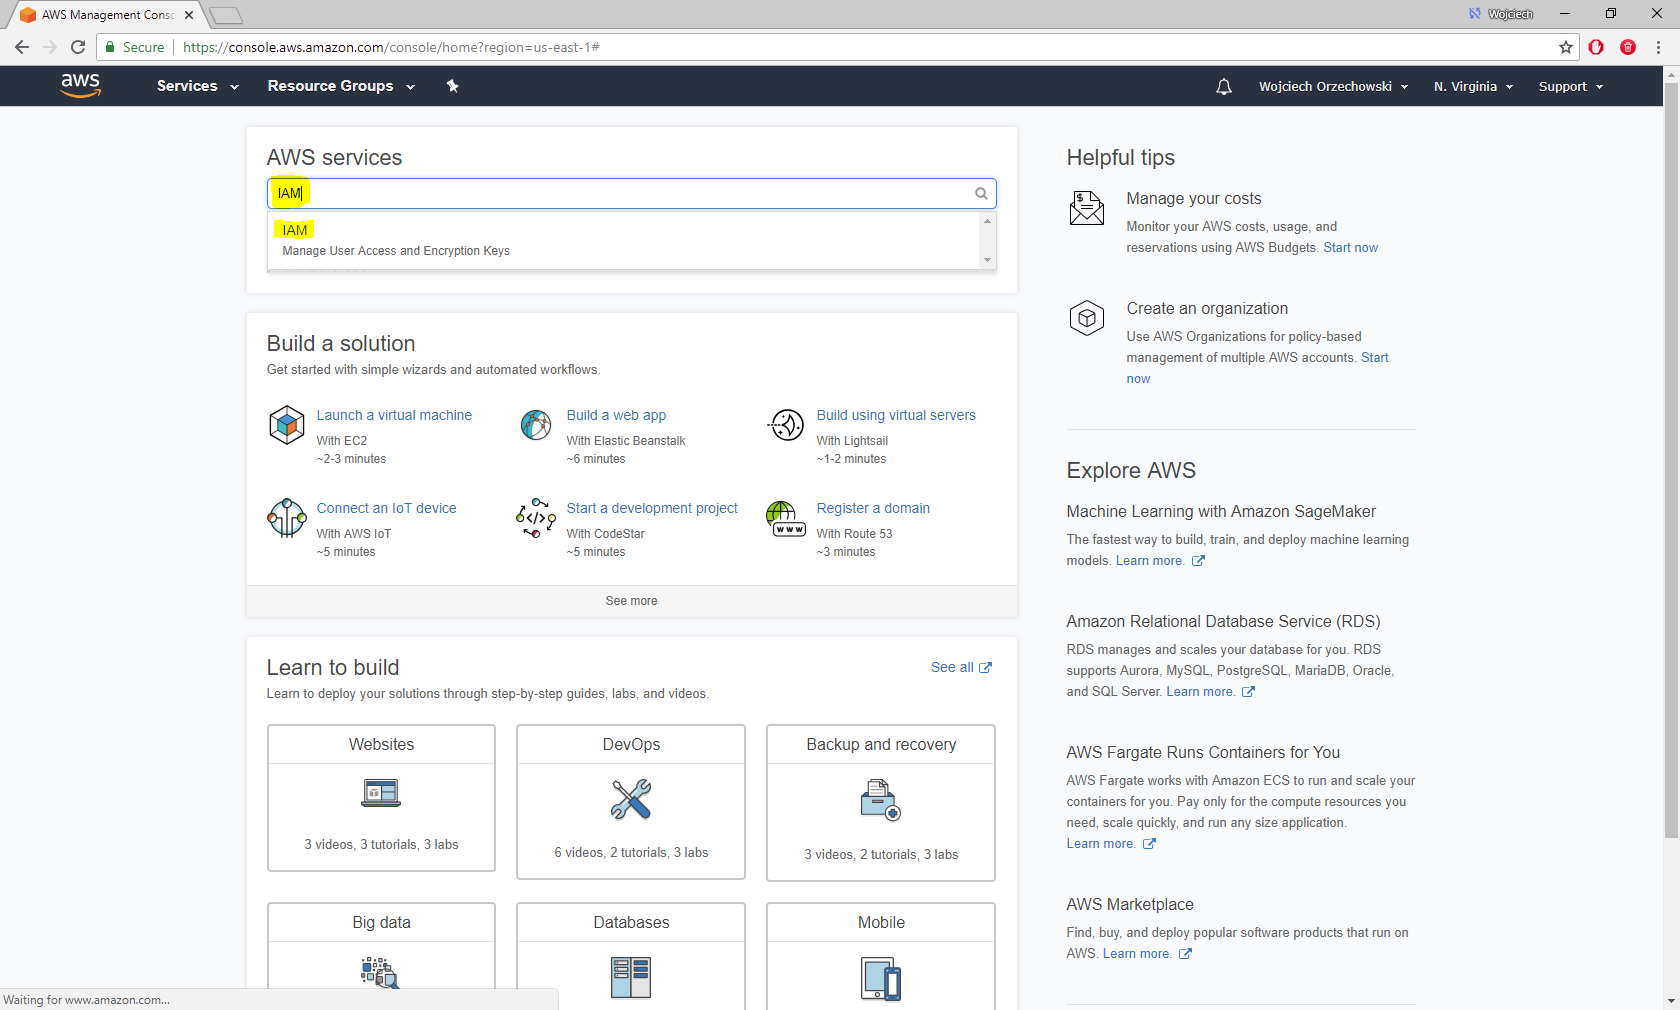 AWS Management Conso
Wojciech
Secure
https://console.aws.amazon.com/console/home?region=us-east-1#
aws
Services
Resource Groups
Wojciech Orzechowski
N. Virginia
Support
AWS services
IAM
IAM
Manage User Access and Encryption Keys
Build a solution
Get started with simple wizards and automated workflows.
Launch a virtual machine
With EC2
~2-3 minutes
Build a web app
With Elastic Beanstalk
~6 minutes
Build using virtual servers
With Lightsail
~1-2 minutes
Connect an IoT device
With AWS IoT
~5 minutes
Start a development project
With CodeStar
~5 minutes
Register a domain
With Route 53
~3 minutes
See more
Learn to build
See all
Learn to deploy your solutions through step-by-step guides, labs, and videos.
Websites
3 videos, 3 tutorials, 3 labs
DevOps
6 videos, 2 tutorials, 3 labs
Backup and recovery
3 videos, 2 tutorials, 3 labs
Big data
Databases
Mobile
Helpful tips
Manage your costs
Monitor your AWS costs, usage, and
reservations using AWS Budgets. Start now
Create an organization
Use AWS Organizations for policy-based
management of multiple AWS accounts. Start
now
Explore AWS
Machine Learning with Amazon SageMaker
The fastest way to build, train, and deploy machine learning
models. Learn more.
Amazon Relational Database Service (RDS)
RDS manages and scales your database for you. RDS
supports Aurora, MySQL, PostgreSQL, MariaDB, Oracle,
and SQL Server. Learn more.
AWS Fargate Runs Containers for You
AWS Fargate works with Amazon ECS to run and scale your
containers for you. Pay only for the compute resources you
need, scale quickly, and run any size application.
Learn more.
AWS Marketplace
Find, buy, and deploy popular software products that run on
AWS. Learn more.
Waiting for www.amazon.com...